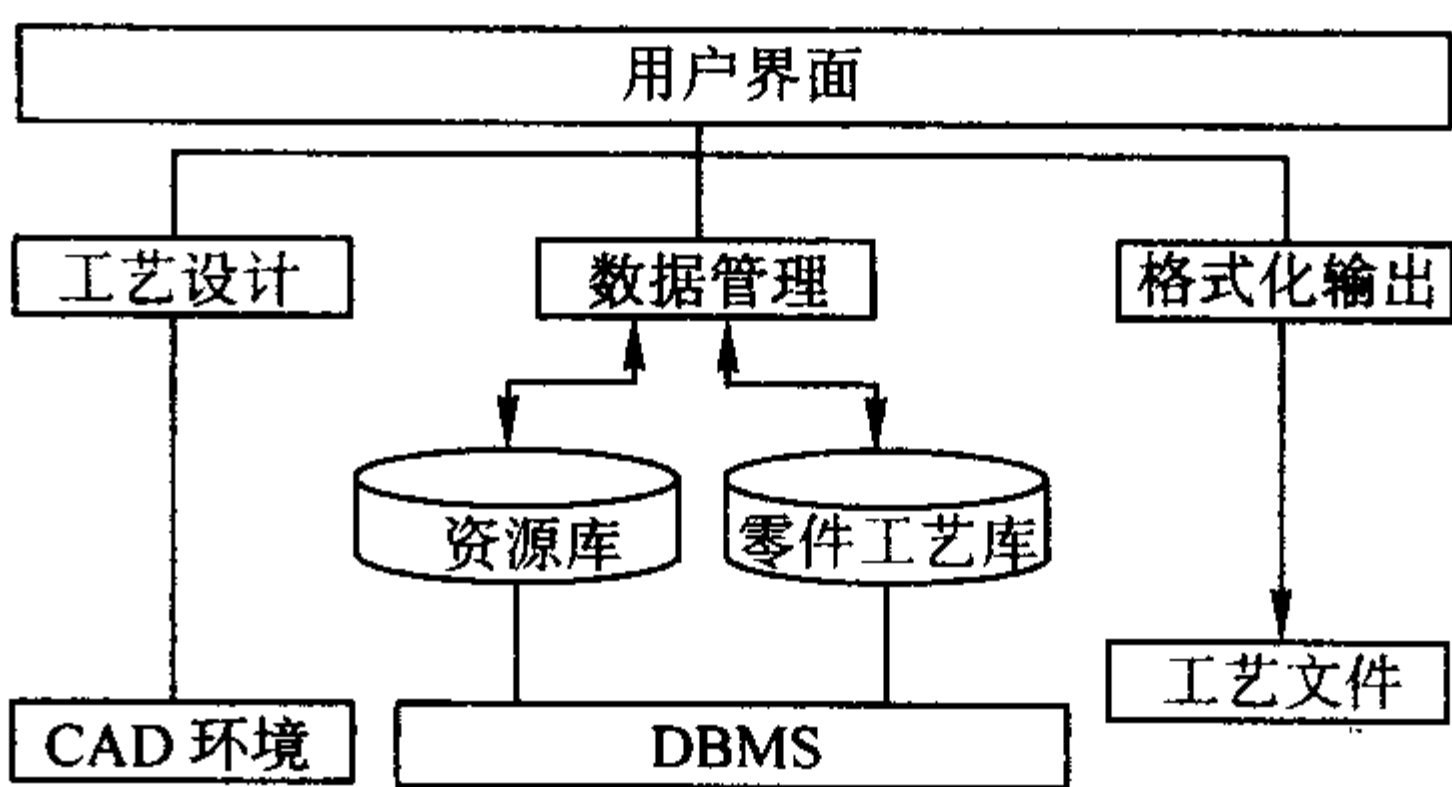 用户界面
工艺设计
数据管理
格式化输出
资源库
零件工艺库
工艺文件
CAD 环境
DBMS